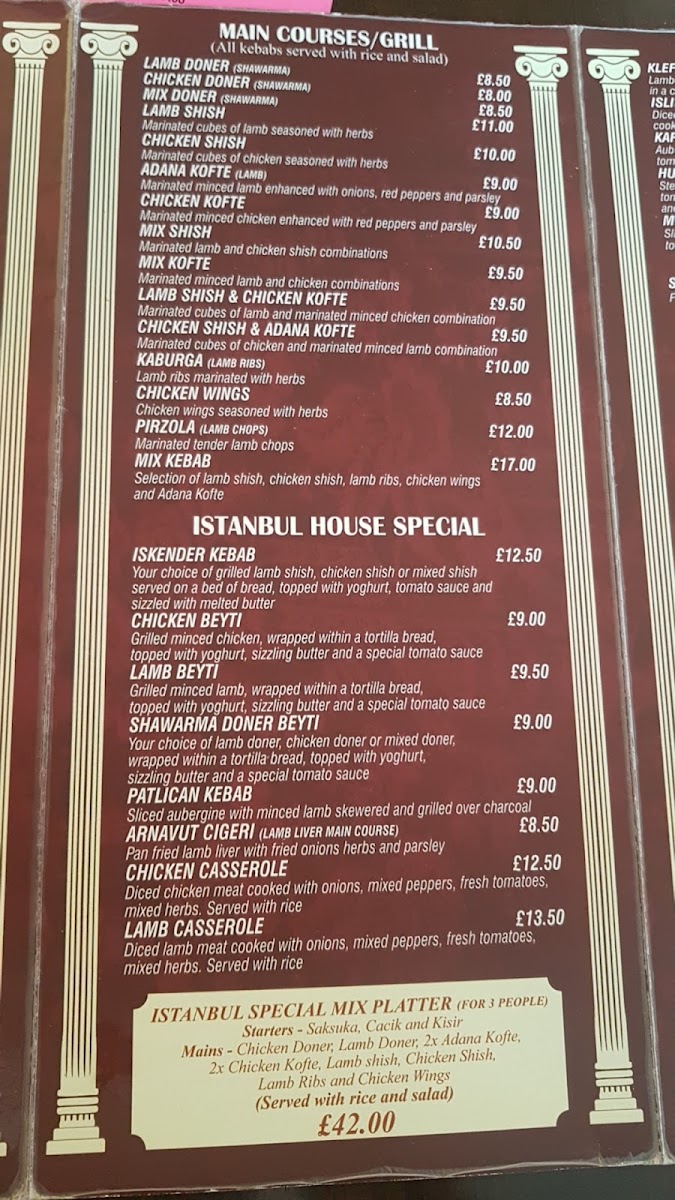 MAIN COURSES/GRILL
(All kebabs served with rice and salad)
LAMB DONER (SHAWARMA) £8.50
CHICKEN DONER (SHAWARMA) £8.00
MIX DONER (SHAWARMA) £8.50
LAMB SHISH £11.00
Marinated cubes of lamb seasoned with herbs
CHICKEN SHISH £10.00
Marinated cubes of chicken seasoned with herbs
ADANA KOFTE (LAMB) £9.00
Marinated minced lamb enhanced with onions, red peppers and parsley
CHICKEN KOFTE £9.00
Marinated minced chicken enhanced with red peppers and parsley
MIX SHISH £10.50
Marinated lamb and chicken shish combinations
MIX KOFTE £9.50
Marinated minced lamb and chicken combinations
LAMB SHISH & CHICKEN KOFTE £9.50
Marinated cubes of lamb and marinated minced chicken combination
CHICKEN SHISH & ADANA KOFTE £9.50
Marinated cubes of chicken and marinated minced lamb combination
KABURGA (LAMB RIBS) £10.00
Lamb ribs marinated with herbs
CHICKEN WINGS £8.50
Chicken wings seasoned with herbs
PIRZOLA (LAMB CHOPS) £12.00
Marinated tender lamb chops
MIX KEBAB £17.00
Selection of lamb shish, chicken shish, lamb ribs, chicken wings
and Adana Kofte
ISTANBUL HOUSE SPECIAL
ISKENDER KEBAB £12.50
Your choice of grilled lamb shish, chicken shish or mixed shish
served on a bed of bread, topped with yoghurt, tomato sauce and
sizzled with melted butter
CHICKEN BEYTI £9.00
Grilled minced chicken, wrapped within a tortilla bread,
topped with yoghurt, sizzling butter and a special tomato sauce
LAMB BEYTI £9.50
Grilled minced lamb, wrapped within a tortilla bread,
topped with yoghurt, sizzling butter and a special tomato sauce
SHAWARMA DONER BEYTI £9.00
Your choice of lamb doner, chicken doner or mixed doner,
wrapped within a tortilla bread, topped with yoghurt,
sizzling butter and a special tomato sauce
PATLICAN KEBAB £9.00
Sliced aubergine with minced lamb skewered and grilled over charcoal
ARNAVUT CIGERI (LAMB LIVER MAIN COURSE) £8.50
Pan fried lamb liver with fried onions herbs and parsley
CHICKEN CASSEROLE £12.50
Diced chicken meat cooked with onions, mixed peppers, fresh tomatoes,
mixed herbs. Served with rice
LAMB CASSEROLE £13.50
Diced lamb meat cooked with onions, mixed peppers, fresh tomatoes,
mixed herbs. Served with rice
ISTANBUL SPECIAL MIX PLATTER (FOR 3 PEOPLE)
Starters - Saksuka, Cacik and Kisir
Mains - Chicken Doner, Lamb Doner, 2x Adana Kofte,
2x Chicken Kofte, Lamb shish, Chicken Shish,
Lamb Ribs and Chicken Wings
(Served with rice and salad)
£42.00
KLEF
Lamb
in a c
ISLI
Dice
cook